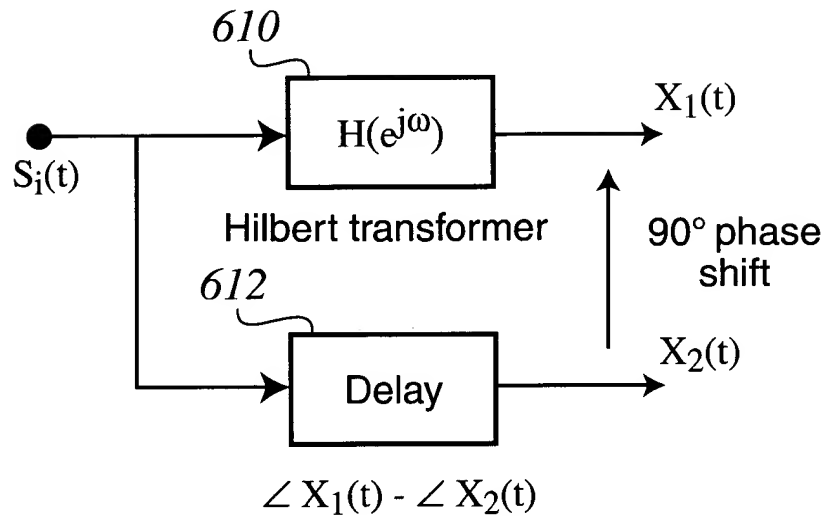 610
H(e^jω)
X₁(t)
Sᵢ(t)
Hilbert transformer
90° phase
shift
612
Delay
X₂(t)
∠ X₁(t) - ∠ X₂(t)